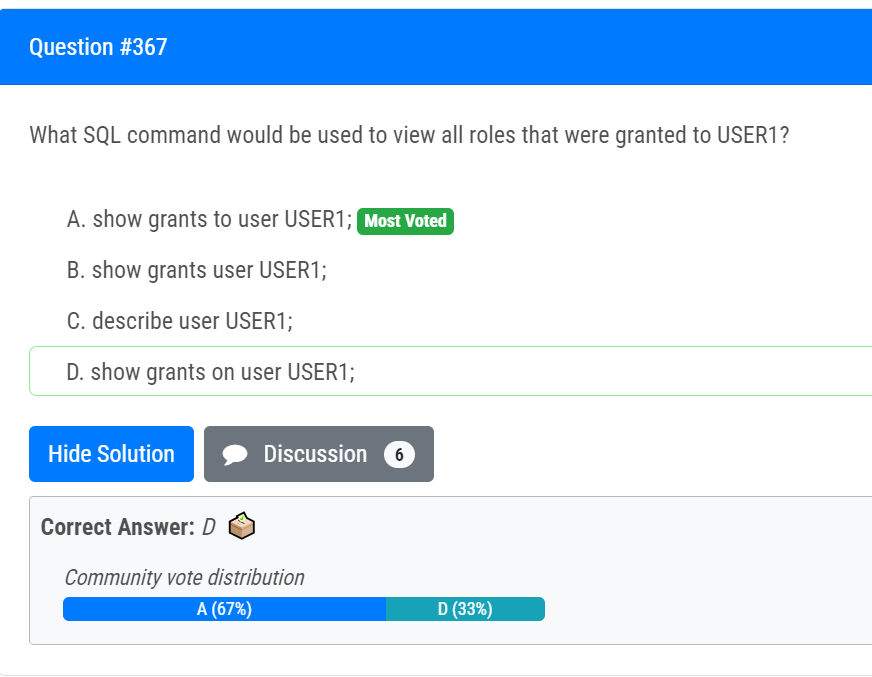 Question #367
What SQL command would be used to view all roles that were granted to USER1?
A. show grants to user USER1; Most Voted
B. show grants user USER1;
C. describe user USER1;
D. show grants on user USER1;
Hide Solution Discussion 6
Correct Answer: D
Community vote distribution
A (67%) D (33%)